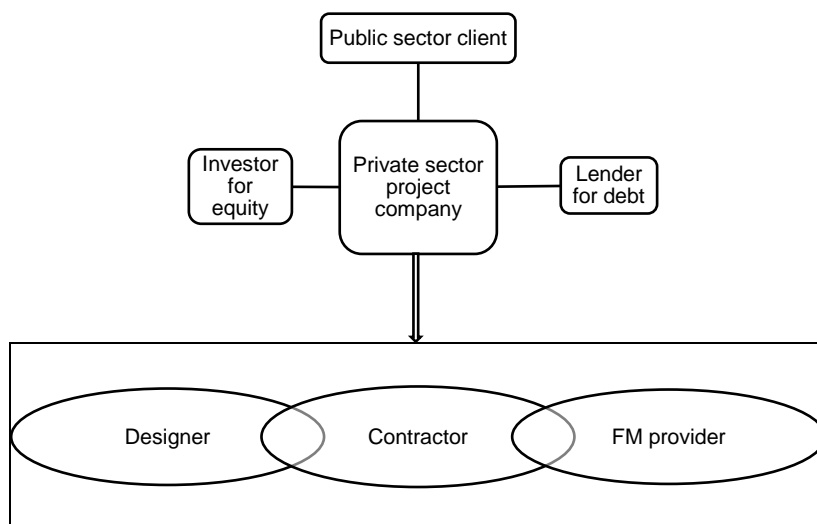 Public sector client
Investor
for
equity
Private sector
project
company
Lender
for debt
Designer
Contractor
FM provider